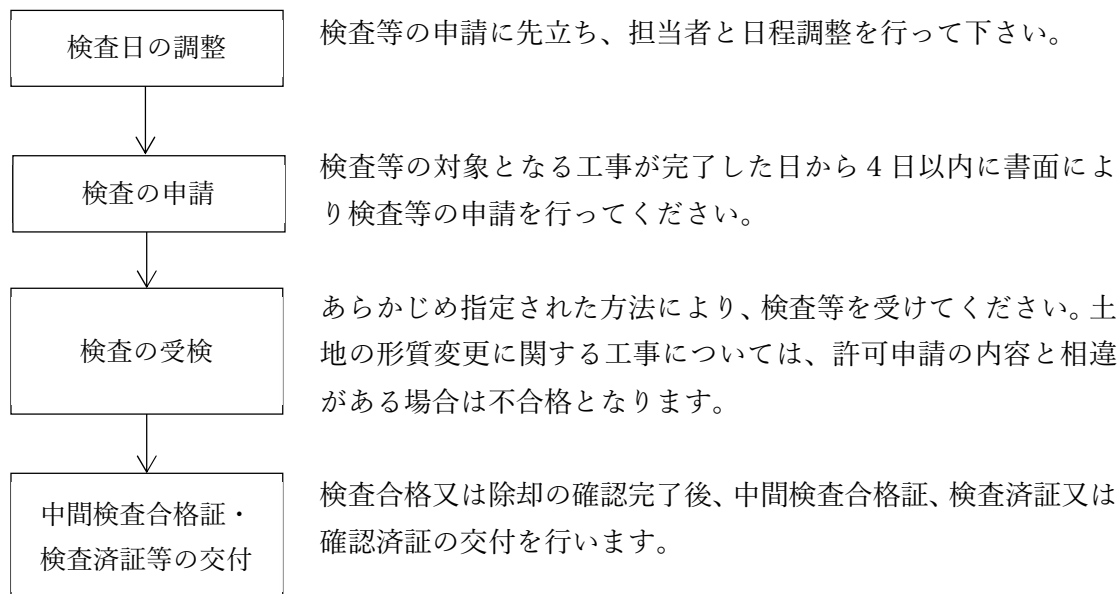 検査日の調整
検査等の申請に先立ち、担当者と日程調整を行って下さい。
検査の申請
検査等の対象となる工事が完了した日から4日以内に書面によ
り検査等の申請を行ってください。
検査の受検
あらかじめ指定された方法により、検査等を受けてください。土
地の形質変更に関する工事については、許可申請の内容と相違
がある場合は不合格となります。
中間検査合格証・
検査済証等の交付
検査合格又は除却の確認完了後、中間検査合格証、検査済証又は
確認済証の交付を行います。